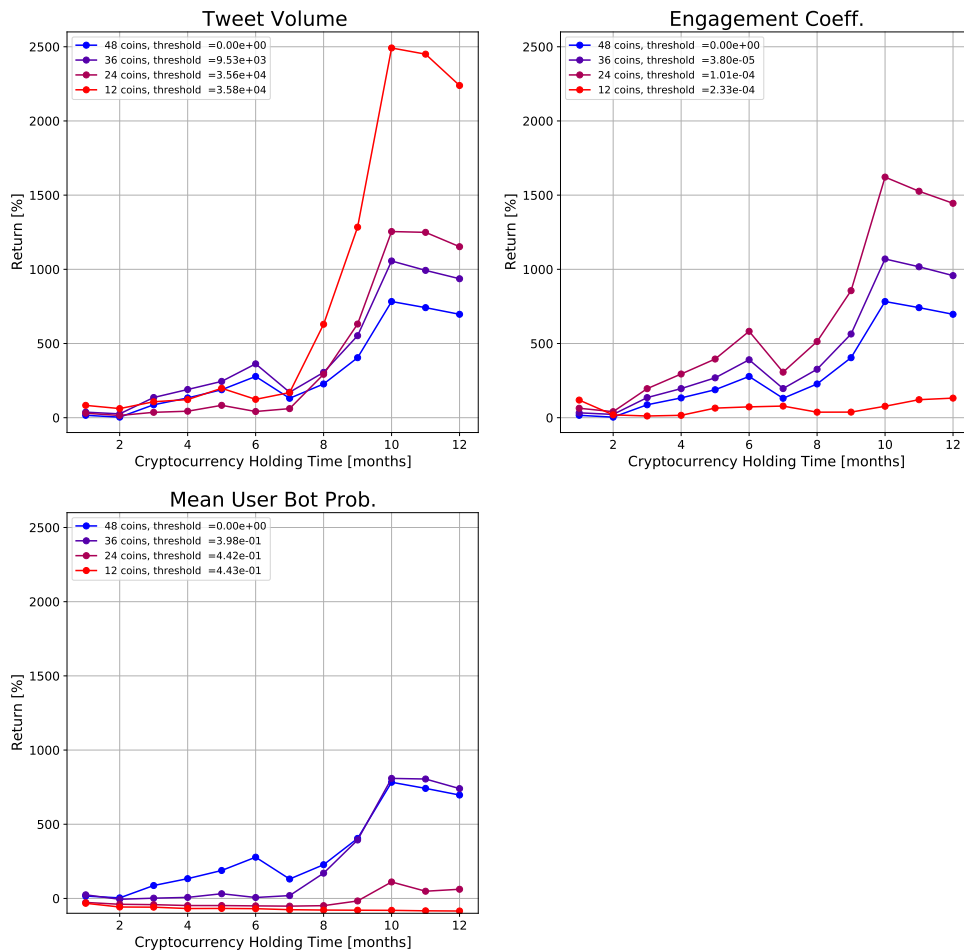 Tweet Volume
48 coins, threshold =0.00e+00
36 coins, threshold =9.53e+03
24 coins, threshold =3.56e+04
12 coins, threshold =3.58e+04
2500
2000
1500
1000
500
0
Return [%]
2 4 6 8 10 12
Cryptocurrency Holding Time [months]
Engagement Coeff.
48 coins, threshold =0.00e+00
36 coins, threshold =3.80e-05
24 coins, threshold =1.01e-04
12 coins, threshold =2.33e-04
2500
2000
1500
1000
500
0
Return [%]
2 4 6 8 10 12
Cryptocurrency Holding Time [months]
Mean User Bot Prob.
48 coins, threshold =0.00e+00
36 coins, threshold =3.98e-01
24 coins, threshold =4.42e-01
12 coins, threshold =4.43e-01
2500
2000
1500
1000
500
0
Return [%]
2 4 6 8 10 12
Cryptocurrency Holding Time [months]